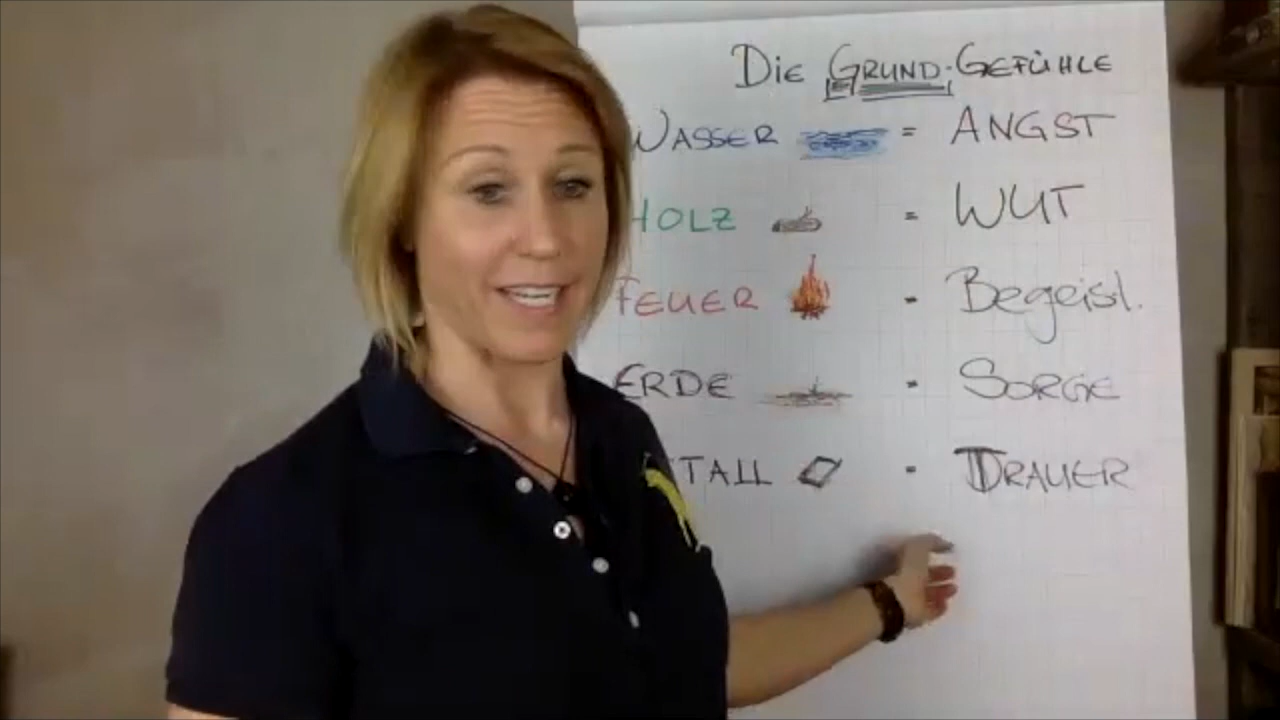 Die Grund-Gefühle
WASSER = ANGST
HOLZ = WUT
FEUER - Begeist.
ERDE - SORGE
TALL - TRAUER